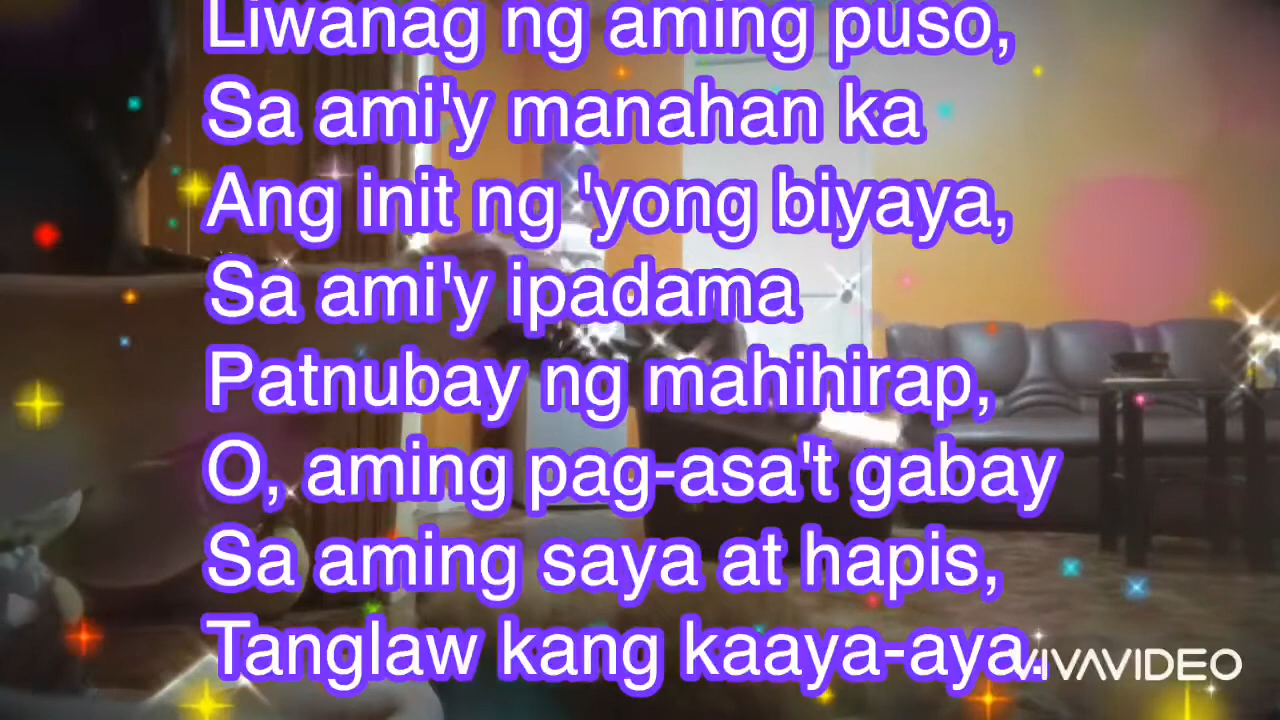 Liwanag ng aming puso,
Sa ami'y manahan ka
Ang init ng 'yong biyaya,
Sa ami'y ipadama
Patnubay ng mahihirap,
O, aming pag-asa't gabay
Sa aming saya at hapis,
Tanglaw kang kaaya-aya.
VIVAVIDEO